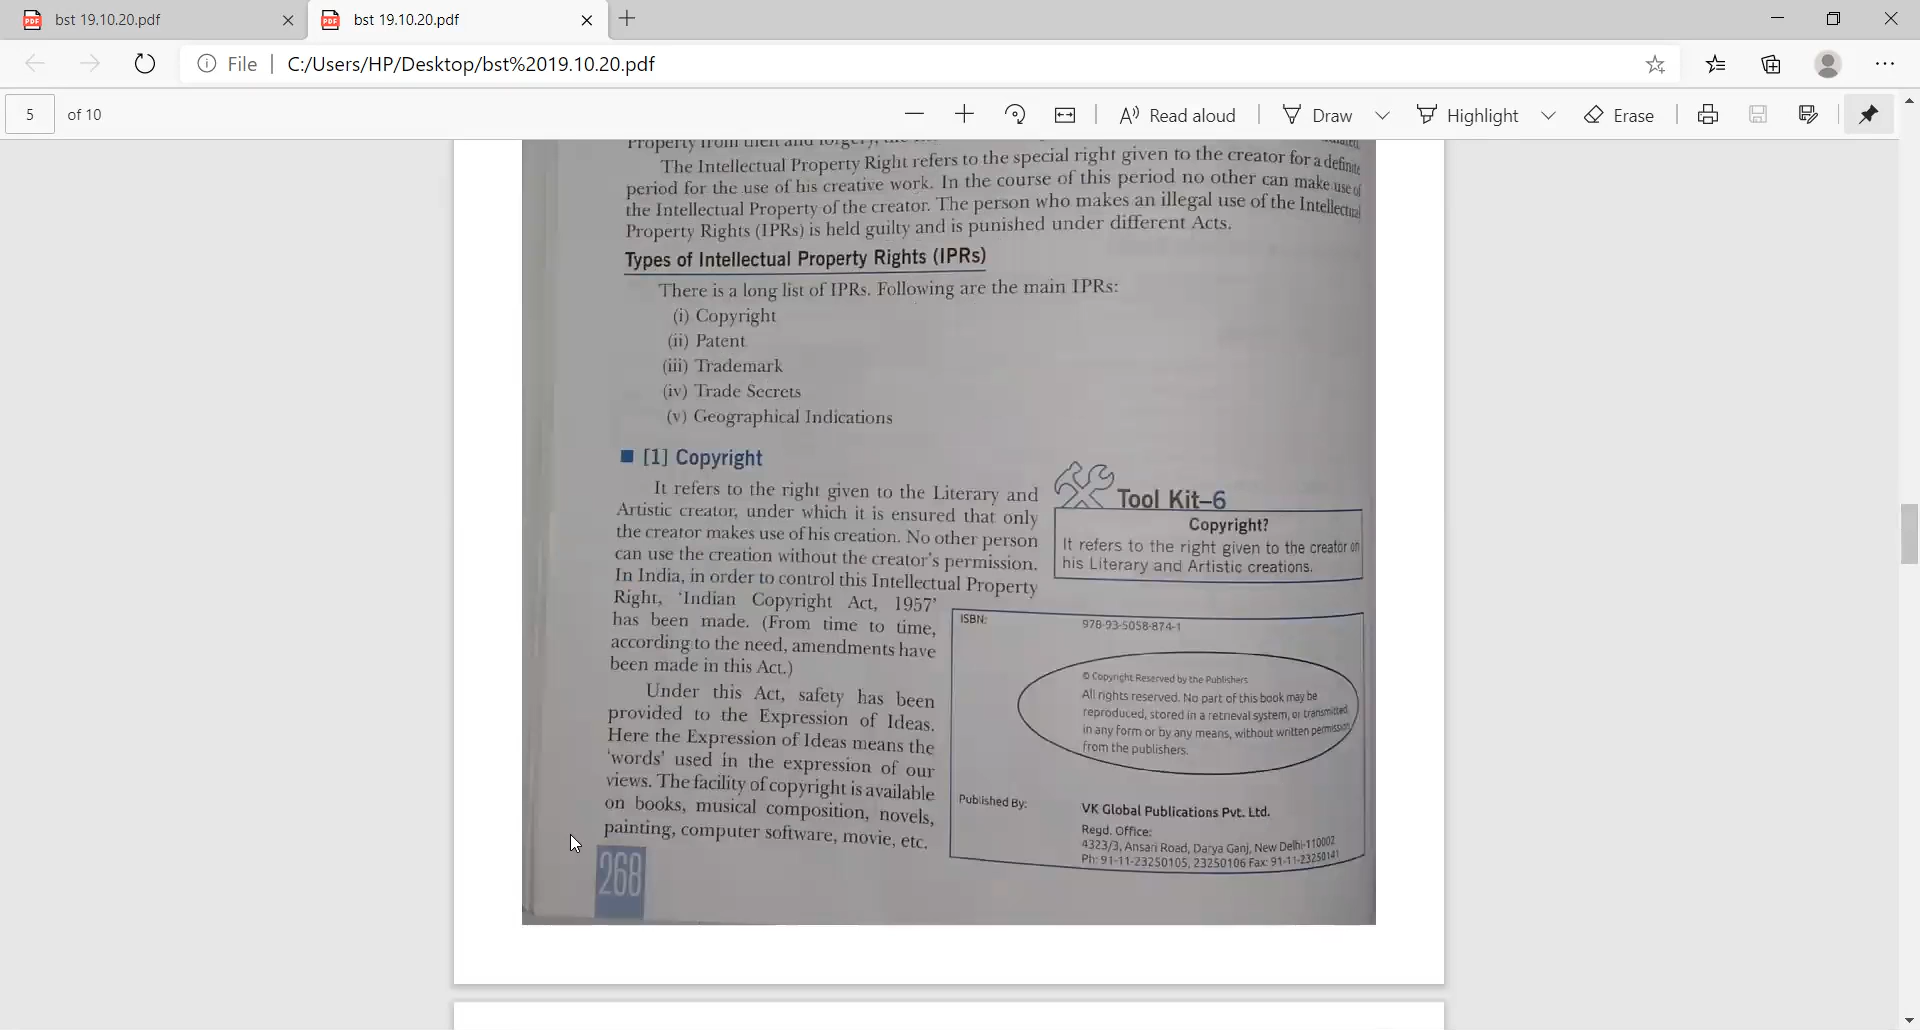 bst 19.10.20.pdf
bst 19.10.20.pdf
File
C:/Users/HP/Desktop/bst%2019.10.20.pdf
5 of 10
Read aloud
Draw
Highlight
Erase
Property from theft and forgery, the
The Intellectual Property Right refers to the special right given to the creator for a definite
period for the use of his creative work. In the course of this period no other can make use of
the Intellectual Property of the creator. The person who makes an illegal use of the Intellectual
Property Rights (IPRs) is held guilty and is punished under different Acts.
Types of Intellectual Property Rights (IPRs)
There is a long list of IPRs. Following are the main IPRs:
(i) Copyright
(ii) Patent
(iii) Trademark
(iv) Trade Secrets
(v) Geographical Indications
[1] Copyright
It refers to the right given to the Literary and
Artistic creator, under which it is ensured that only
the creator makes use of his creation. No other person
can use the creation without the creator's permission.
In India, in order to control this Intellectual Property
Right, 'Indian Copyright Act, 1957'
has been made. (From time to time,
according to the need, amendments have
been made in this Act.)
Under this Act, safety has been
provided to the Expression of Ideas.
Here the Expression of Ideas means the
'words' used in the expression of our
views. The facility of copyright is available
on books, musical composition, novels,
painting, computer software, movie, etc.
268
Tool Kit–6
Copyright?
It refers to the right given to the creator on
his Literary and Artistic creations.
ISBN: 978-93-5058-874-1
© Copyright Reserved by the Publishers
All rights reserved. No part of this book may be
reproduced, stored in a retrieval system, or transmitted
in any form or by any means, without written permission
from the publishers.
Published By: VK Global Publications Pvt. Ltd.
Regd. Office:
4323/3, Ansari Road, Darya Ganj, New Delhi-110002
Ph: 91-11-23250105, 23250106 Fax: 91-11-23250141